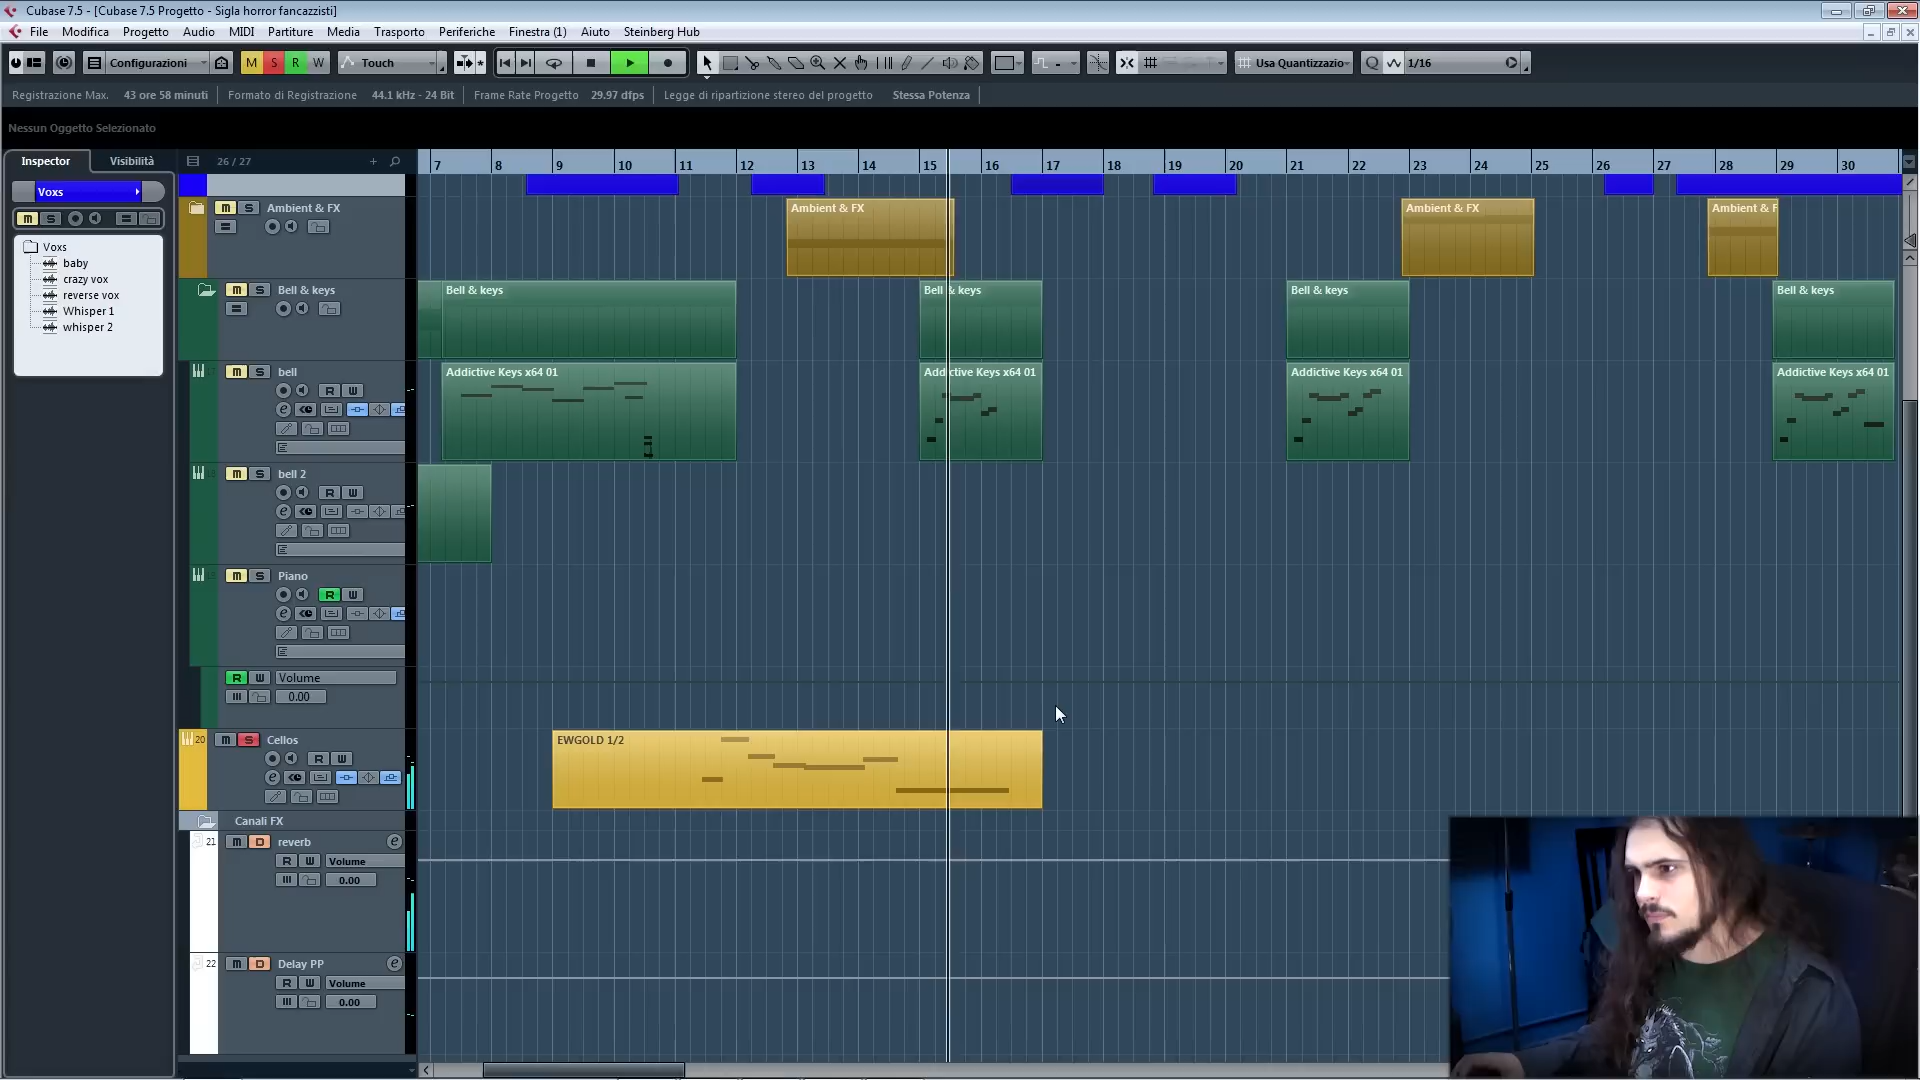 Cubase 7.5 - [Cubase 7.5 Progetto - Sigla horror fancazzisti]
File Modifica Progetto Audio MIDI Partiture Media Trasporto Periferiche Finestra (1) Aiuto Steinberg Hub
Configurazioni M S R W Touch Usa Quantizzazio Q 1/16
Registrazione Max. 43 ore 58 minuti Formato di Registrazione 44.1 kHz - 24 Bit Frame Rate Progetto 29.97 dfps Legge di ripartizione stereo del progetto Stessa Potenza
Nessun Oggetto Selezionato
Inspector Visibilità 26 / 27
7 8 9 10 11 12 13 14 15 16 17 18 19 20 21 22 23 24 25 26 27 28 29 30
Voxs
m S
Voxs
baby
crazy vox
reverse vox
Whisper 1
whisper 2
m S Ambient & FX
Ambient & FX Ambient & FX Ambient & F
m S Bell & keys
Bell & keys Bell & keys Bell & keys Bell & keys
m S bell
R W
e
Addictive Keys x64 01 Addictive Keys x64 01 Addictive Keys x64 01 Addictive Keys x64 01
m S bell 2
R W
e
m S Piano
R W
e
R W Volume
0.00
20 m S Cellos
R W
e
EWGOLD 1/2
Canali FX
21 m D reverb e
R W Volume
0.00
22 m D Delay PP e
R W Volume
0.00